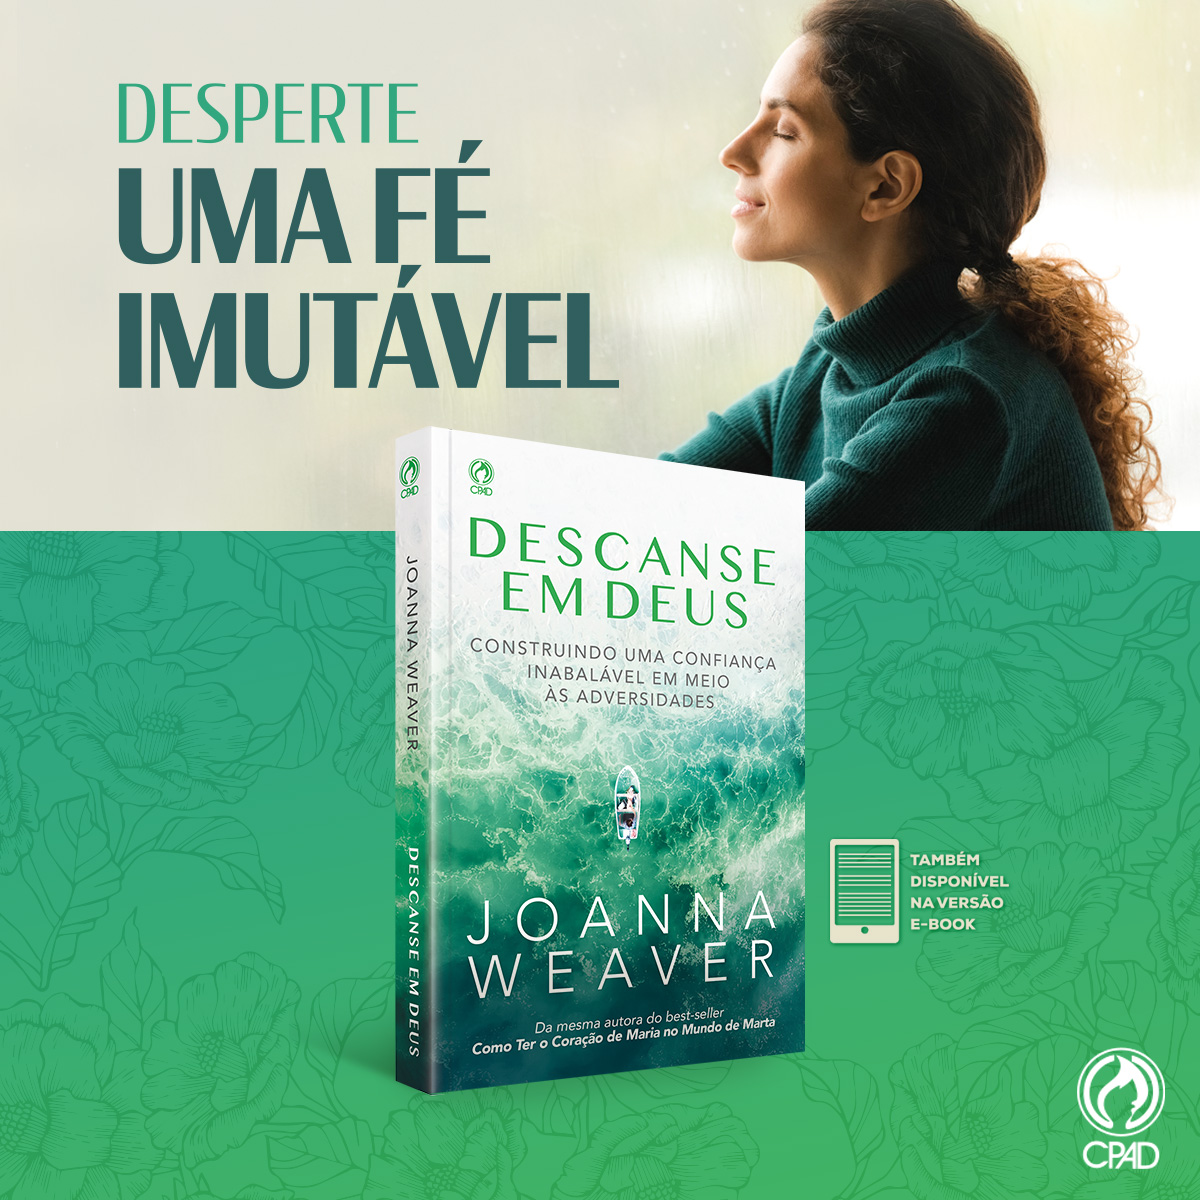 DESPERTE
UMA FÉ
IMUTÁVEL
CPAD
JOANNA WEAVER
DESCANSE EM DEUS
CPAD
DESCANSE
EM DEUS
CONSTRUINDO UMA CONFIANÇA
INABALÁVEL EM MEIO
ÀS ADVERSIDADES
JOANNA
WEAVER
Da mesma autora do best-seller
Como Ter o Coração de Maria no Mundo de Marta
TAMBÉM
DISPONÍVEL
NA VERSÃO
E-BOOK
CPAD